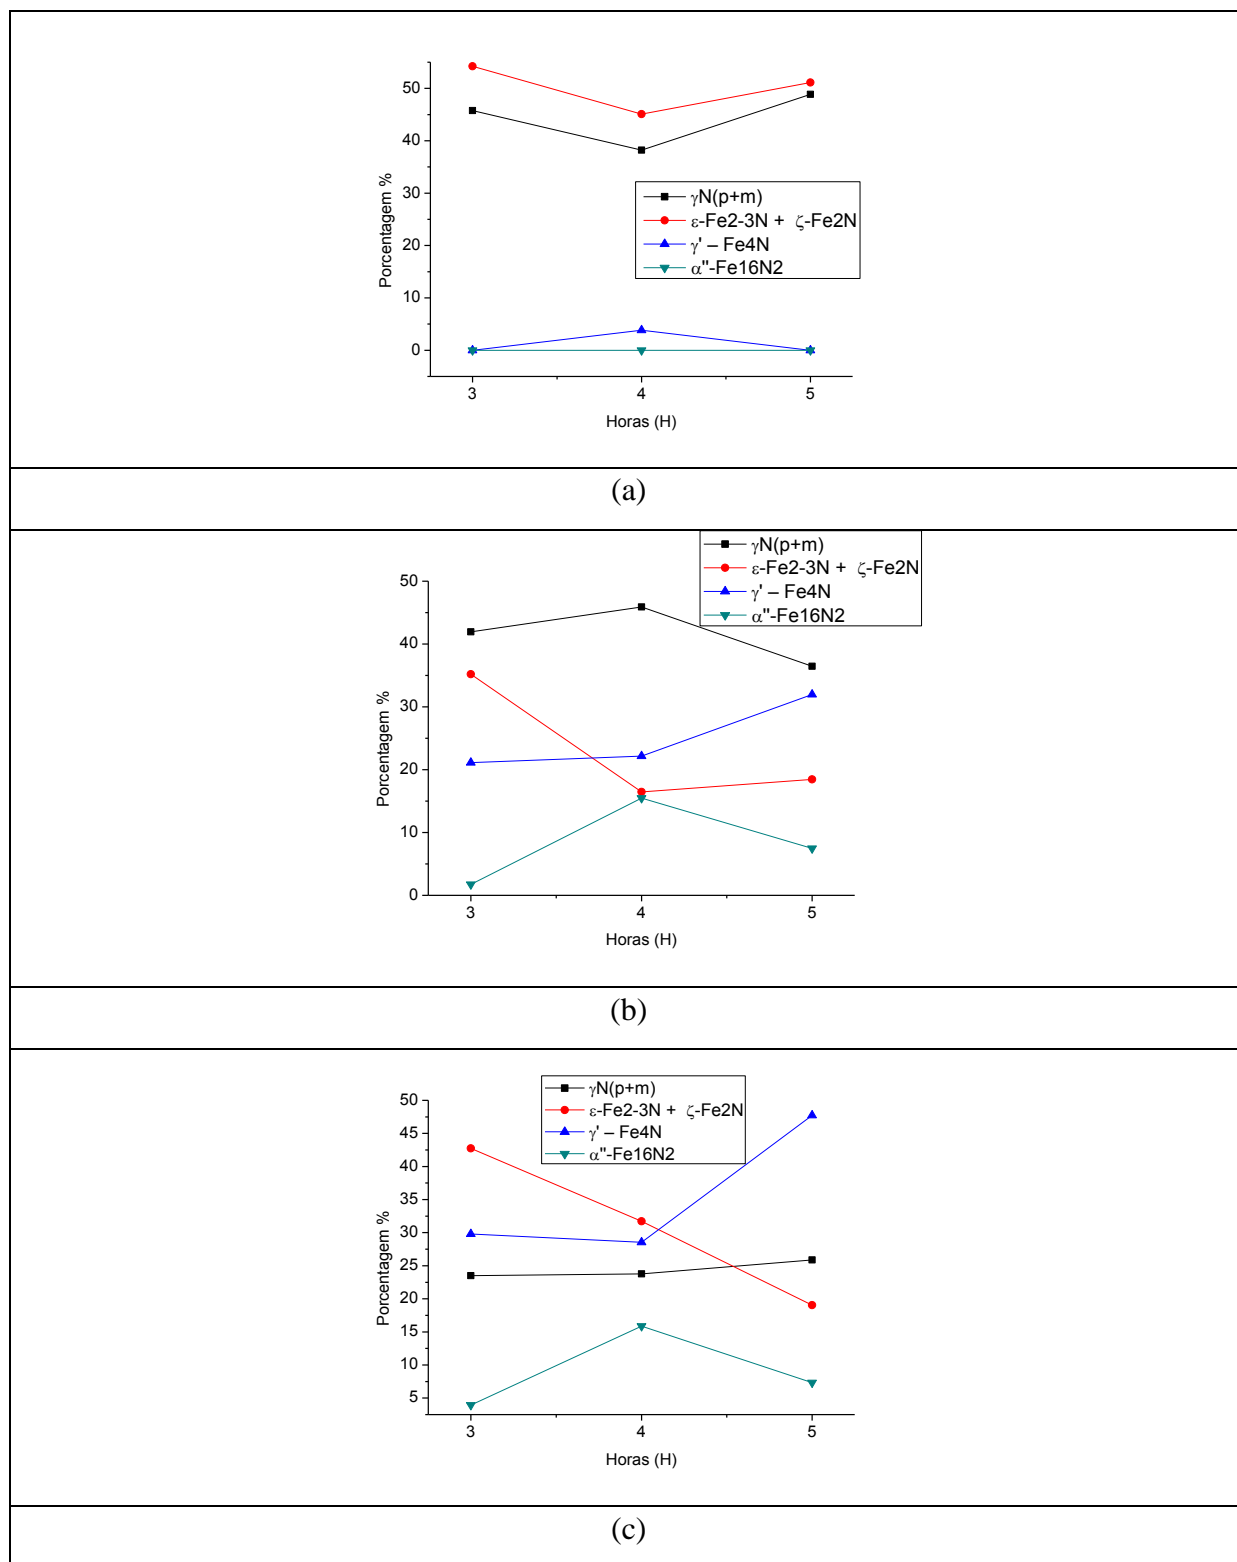 50
40
30
20
10
0
Porcentagem %
γN(p+m)
ε-Fe2-3N + ζ-Fe2N
γ' – Fe4N
α"-Fe16N2
3 4 5
Horas (H)
(a)
γN(p+m)
ε-Fe2-3N + ζ-Fe2N
γ' – Fe4N
α"-Fe16N2
50
40
30
20
10
0
Porcentagem %
3 4 5
Horas (H)
(b)
γN(p+m)
ε-Fe2-3N + ζ-Fe2N
γ' – Fe4N
α"-Fe16N2
50
45
40
35
30
25
20
15
10
5
Porcentagem %
3 4 5
Horas (H)
(c)